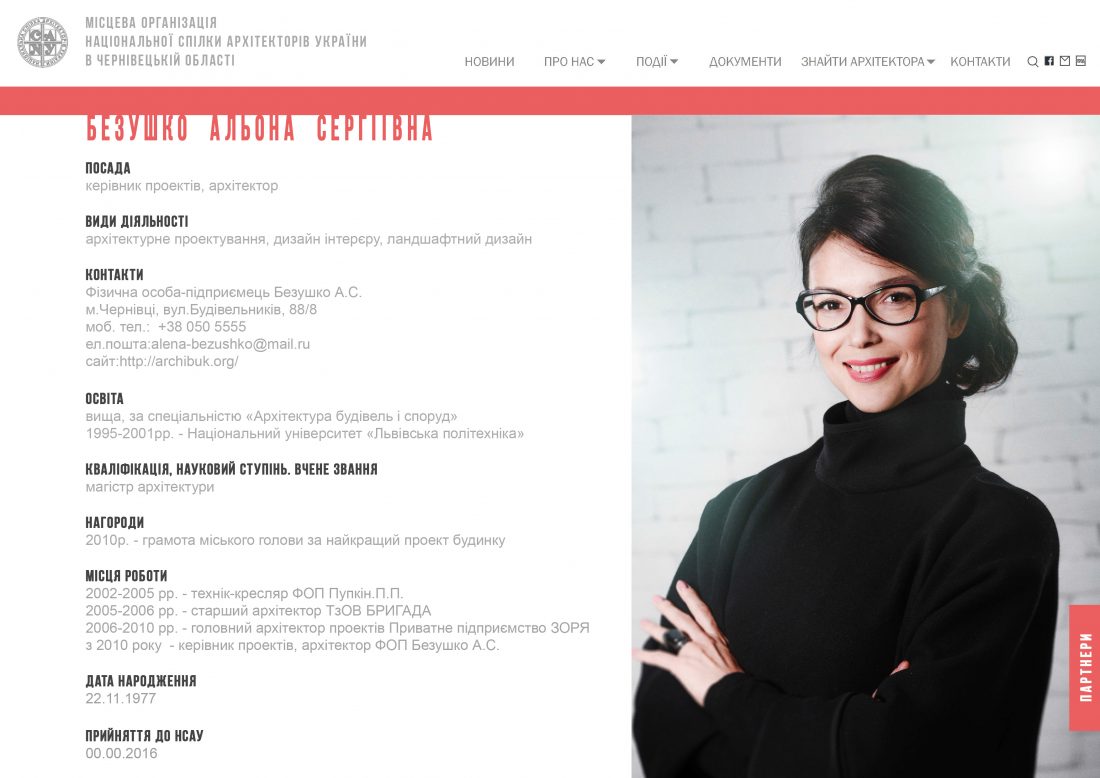 МІСЦЕВА ОРГАНІЗАЦІЯ
НАЦІОНАЛЬНОЇ СПІЛКИ АРХІТЕКТОРІВ УКРАЇНИ
В ЧЕРНІВЕЦЬКІЙ ОБЛАСТІ
НОВИНИ ПРО НАС ПОДІЇ ДОКУМЕНТИ ЗНАЙТИ АРХІТЕКТОРА КОНТАКТИ
БЕЗУШКО АЛЬОНА СЕРГІЇВНА
ПОСАДА
керівник проектів, архітектор
ВИДИ ДІЯЛЬНОСТІ
архітектурне проектування, дизайн інтерєру, ландшафтний дизайн
КОНТАКТИ
Фізична особа-підприємець Безушко А.С.
м.Чернівці, вул.Будівельників, 88/8
моб. тел.: +38 050 5555
ел.пошта:alena-bezushko@mail.ru
сайт:http://archibuk.org/
ОСВІТА
вища, за спеціальністю «Архітектура будівель і споруд»
1995-2001рр. - Національний університет «Львівська політехніка»
КВАЛІФІКАЦІЯ, НАУКОВИЙ СТУПІНЬ. ВЧЕНЕ ЗВАННЯ
магістр архітектури
НАГОРОДИ
2010р. - грамота міського голови за найкращий проект будинку
МІСЦЯ РОБОТИ
2002-2005 рр. - технік-кресляр ФОП Пупкін.П.П.
2005-2006 рр. - старший архітектор ТзОВ БРИГАДА
2006-2010 рр. - головний архітектор проектів Приватне підприємство ЗОРЯ
з 2010 року - керівник проектів, архітектор ФОП Безушко А.С.
ДАТА НАРОДЖЕННЯ
22.11.1977
ПРИЙНЯТТЯ ДО НСАУ
00.00.2016
ПАРТНЕРИ